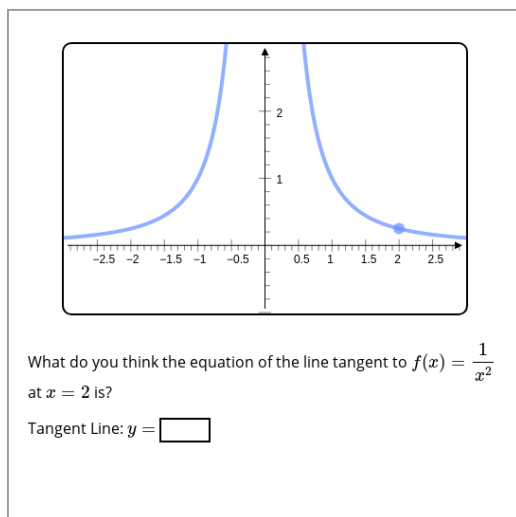 2
1
−2.5 −2 −1.5 −1 −0.5 0.5 1 1.5 2 2.5
What do you think the equation of the line tangent to f(x) = 1/x²
at x = 2 is?
Tangent Line: y =